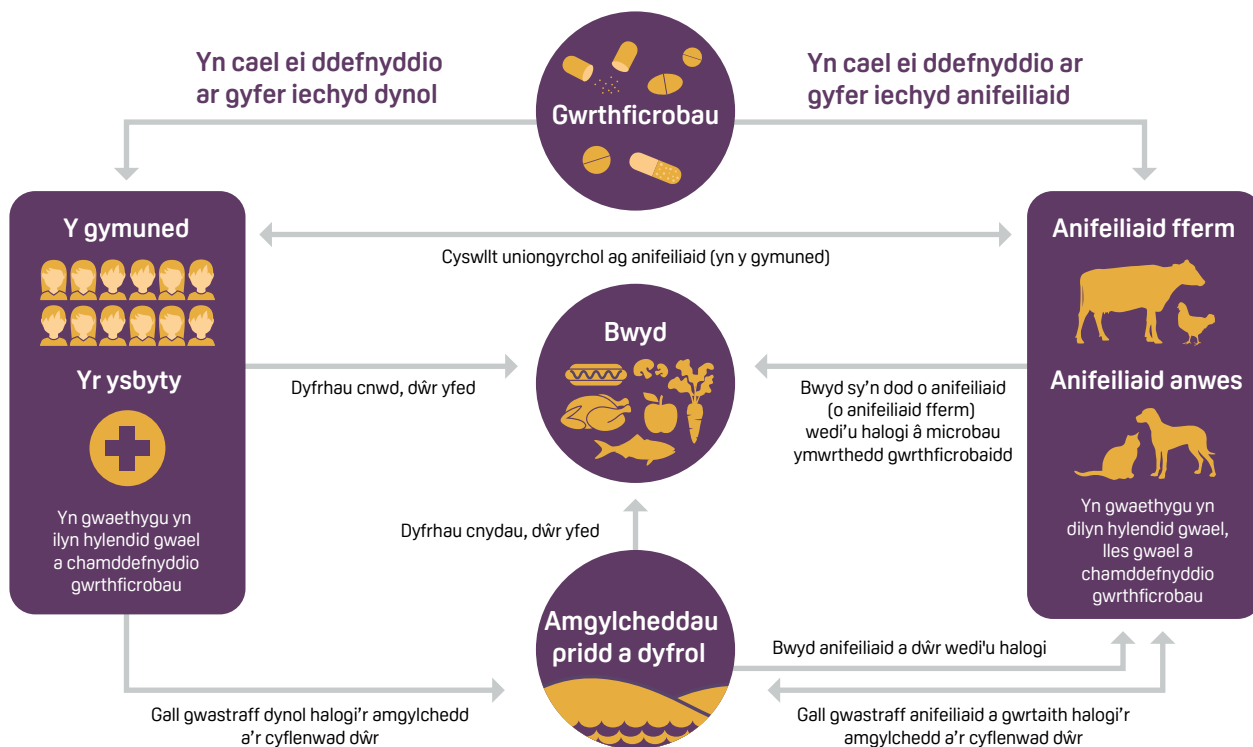 Yn cael ei ddefnyddio
ar gyfer iechyd dynol
Gwrthficrobau
Yn cael ei ddefnyddio ar
gyfer iechyd anifeiliaid
Y gymuned
Yr ysbyty
Yn gwaethygu yn
ilyn hylendid gwael
a chamddefnyddio
gwrthficrobau
Cyswllt uniongyrchol ag anifeiliaid (yn y gymuned)
Anifeiliaid fferm
Anifeiliaid anwes
Yn gwaethygu yn
dilyn hylendid gwael,
lles gwael a
chamddefnyddio
gwrthficrobau
Bwyd
Dyfrhau cnwd, dŵr yfed
Bwyd sy'n dod o anifeiliaid
(o anifeiliaid fferm)
wedi'u halogi â microbau
ymwrthedd gwrthficrobaidd
Dyfrhau cnydau, dŵr yfed
Amgylcheddau
pridd a dyfrol
Bwyd anifeiliaid a dŵr wedi'u halogi
Gall gwastraff dynol halogi'r amgylchedd
a'r cyflenwad dŵr
Gall gwastraff anifeiliaid a gwrtaith halogi'r
amgylchedd a'r cyflenwad dŵr